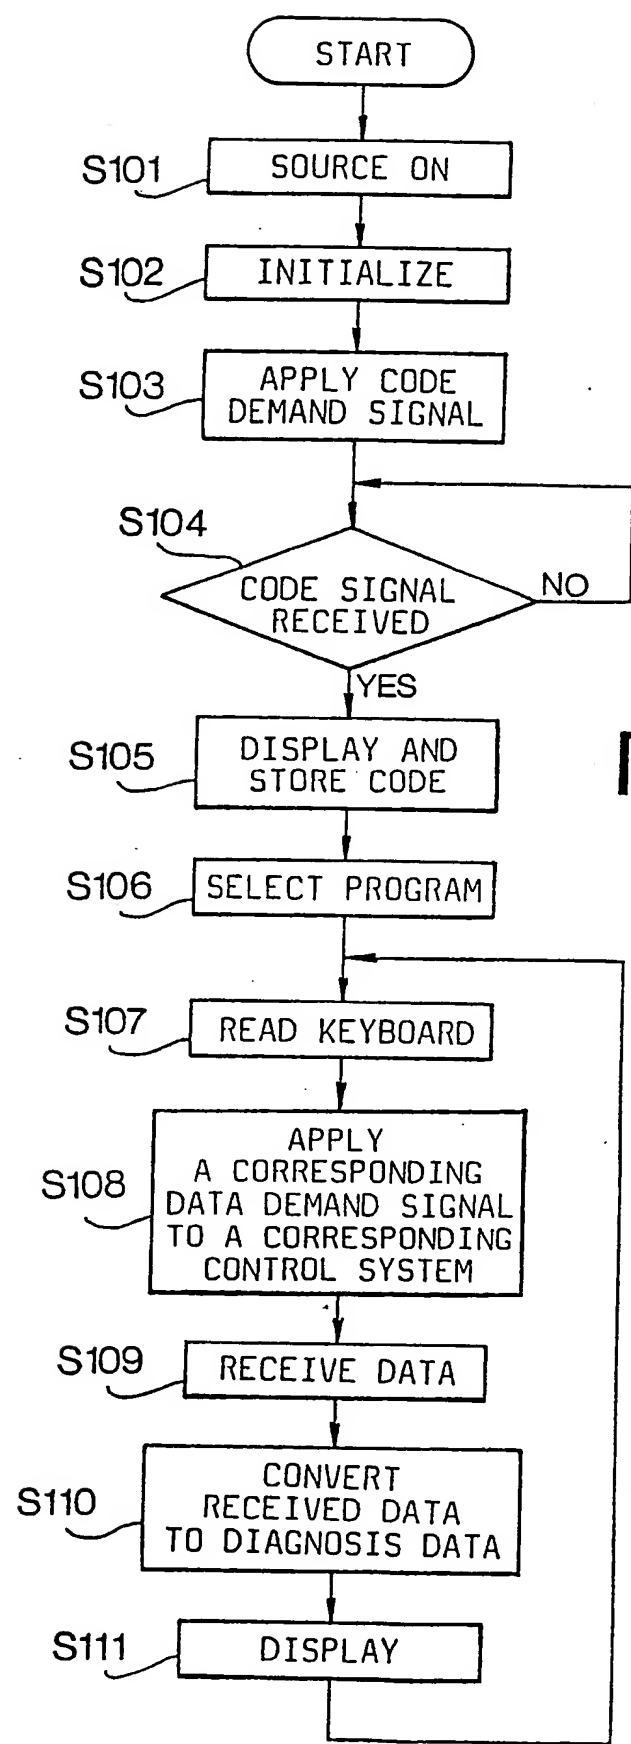 START
S101
SOURCE ON
S102
INITIALIZE
S103
APPLY CODE
DEMAND SIGNAL
S104
CODE SIGNAL
RECEIVED
NO
YES
S105
DISPLAY AND
STORE CODE
S106
SELECT PROGRAM
S107
READ KEYBOARD
S108
APPLY
A CORRESPONDING
DATA DEMAND SIGNAL
TO A CORRESPONDING
CONTROL SYSTEM
S109
RECEIVE DATA
S110
CONVERT
RECEIVED DATA
TO DIAGNOSIS DATA
S111
DISPLAY